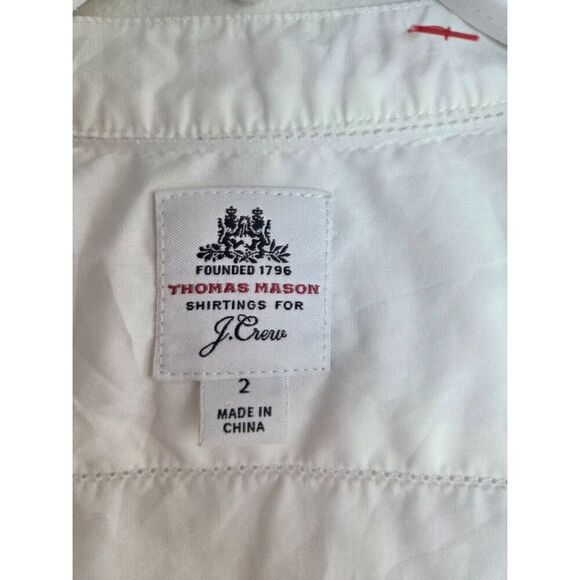 FOUNDED 1796
THOMAS MASON
SHIRTINGS FOR
J.Crew
2
MADE IN
CHINA